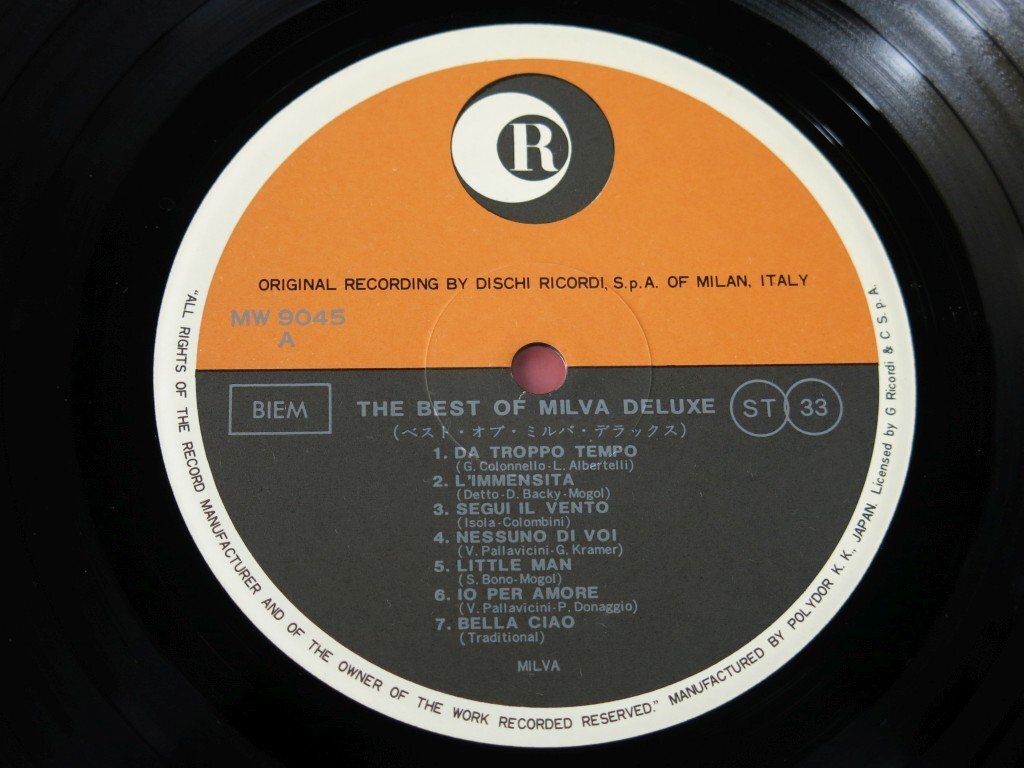 R
ORIGINAL RECORDING BY DISCHI RICORDI, S.p.A. OF MILAN, ITALY
MW 9045
A
BIEM
THE BEST OF MILVA DELUXE
ST 33
(ベスト・オブ・ミルバ・デラックス)
1. DA TROPPO TEMPO
(G. Colonnello-L. Albertelli)
2. L'IMMENSITA
(Detto-D. Backy-Mogol)
3. SEGUI IL VENTO
(Isola-Colombini)
4. NESSUNO DI VOI
(V. Pallavicini-G. Kramer)
5. LITTLE MAN
(S. Bono-Mogol)
6. IO PER AMORE
(V. Pallavicini-P. Donaggio)
7. BELLA CIAO
(Traditional)
MILVA
"ALL RIGHTS OF THE RECORD MANUFACTURER AND OF THE OWNER OF THE WORK RECORDED RESERVED." MANUFACTURED BY POLYDOR K.K., JAPAN. Licensed by G Ricordi & C S.p.A.